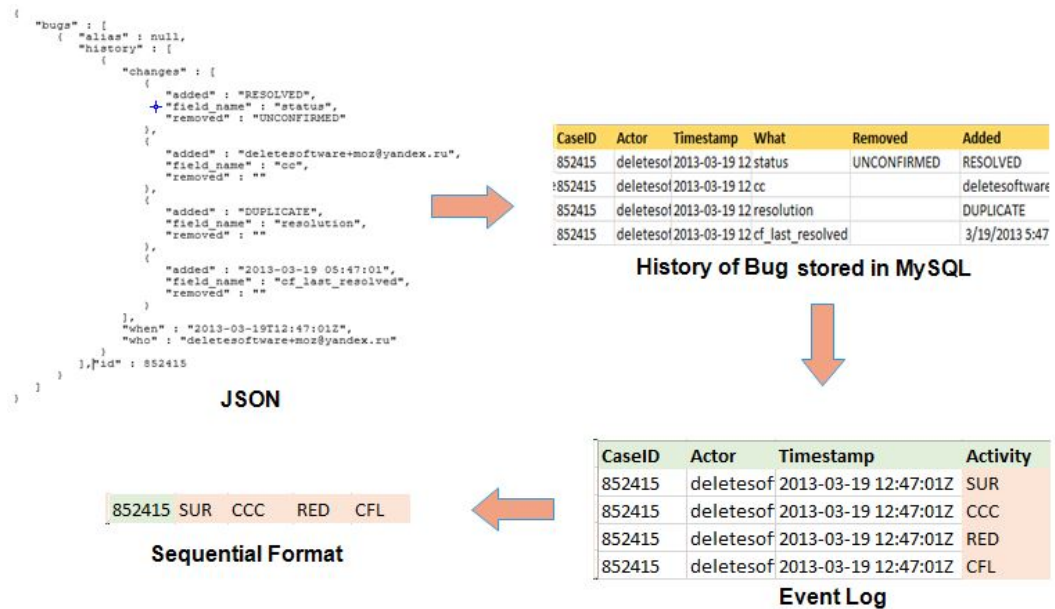 {
"bugs" : [
{ "alias" : null,
"history" : [
{
"changes" : [
{
"added" : "RESOLVED",
"field_name" : "status",
"removed" : "UNCONFIRMED"
},
{
"added" : "deletesoftware+moz@yandex.ru",
"field_name" : "cc",
"removed" : ""
},
{
"added" : "DUPLICATE",
"field_name" : "resolution",
"removed" : ""
},
{
"added" : "2013-03-19 05:47:01",
"field_name" : "cf_last_resolved",
"removed" : ""
}
],
"when" : "2013-03-19T12:47:01Z",
"who" : "deletesoftware+moz@yandex.ru"
}
],"id" : 852415
}
]
}
JSON
CaseID Actor Timestamp What Removed Added
852415 deletesof 2013-03-19 12 status UNCONFIRMED RESOLVED
852415 deletesof 2013-03-19 12 cc deletesoftware
852415 deletesof 2013-03-19 12 resolution DUPLICATE
852415 deletesof 2013-03-19 12 cf_last_resolved 3/19/2013 5:47
History of Bug stored in MySQL
CaseID Actor Timestamp Activity
852415 deletesof 2013-03-19 12:47:01Z SUR
852415 deletesof 2013-03-19 12:47:01Z CCC
852415 deletesof 2013-03-19 12:47:01Z RED
852415 deletesof 2013-03-19 12:47:01Z CFL
Event Log
852415 SUR CCC RED CFL
Sequential Format